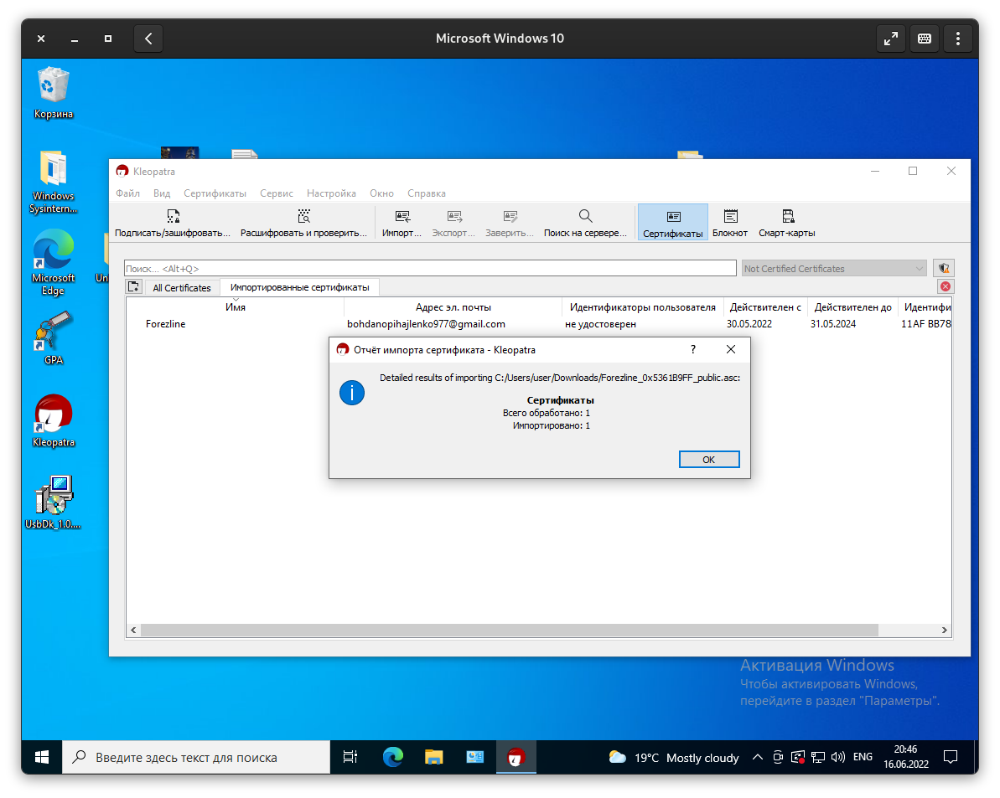 Microsoft Windows 10
Корзина
Windows
Sysintern...
Microsoft
Edge
GPA
Kleopatra
UsbDk_1.0....
Kleopatra
Файл Вид Сертификаты Сервис Настройка Окно Справка
Подписать/зашифровать... Расшифровать и проверить... Импорт... Экспорт... Заверить... Поиск на сервере... Сертификаты Блокнот Смарт-карты
Поиск... <Alt+Q> Not Certified Certificates
All Certificates Импортированные сертификаты
Имя Адрес эл. почты Идентификаторы пользователя Действителен с Действителен до Идентифи
Forezline bohdanopihajlenko977@gmail.com не удостоверен 30.05.2022 31.05.2024 11AF BB78
Отчёт импорта сертификата - Kleopatra
Detailed results of importing C:/Users/user/Downloads/Forezline_0x5361B9FF_public.asc:
Сертификаты
Всего обработано: 1
Импортировано: 1
OK
Активация Windows
Чтобы активировать Windows,
перейдите в раздел "Параметры".
Введите здесь текст для поиска
19°C Mostly cloudy
ENG
20:46
16.06.2022